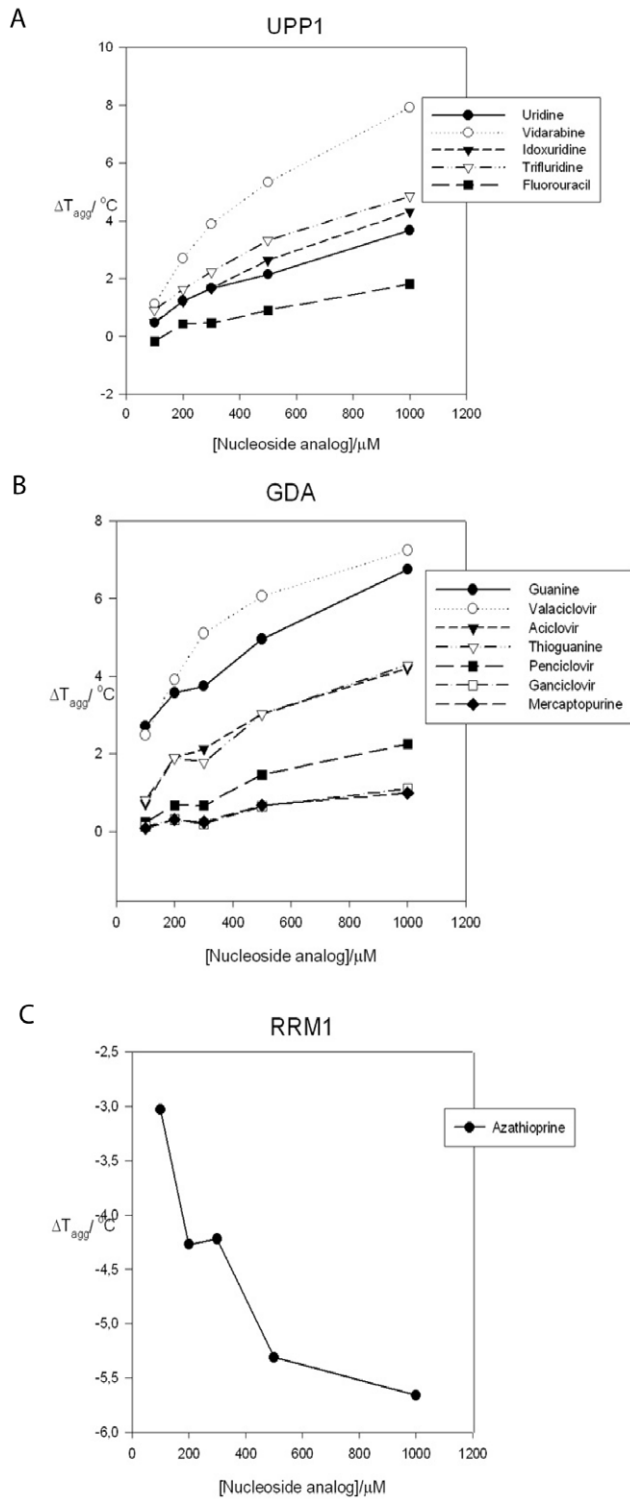 A
UPP1
10
8
6
4
2
0
-2
ΔTagg/ °C
0 200 400 600 800 1000 1200
[Nucleoside analog]/μM
Uridine
Vidarabine
Idoxuridine
Trifluridine
Fluorouracil
B
GDA
8
6
4
2
0
ΔTagg/ °C
0 200 400 600 800 1000 1200
[Nucleoside analog]/μM
Guanine
Valaciclovir
Aciclovir
Thioguanine
Penciclovir
Ganciclovir
Mercaptopurine
C
RRM1
-2,5
-3,0
-3,5
-4,0
-4,5
-5,0
-5,5
-6,0
ΔTagg/ °C
0 200 400 600 800 1000 1200
[Nucleoside analog]/μM
Azathioprine